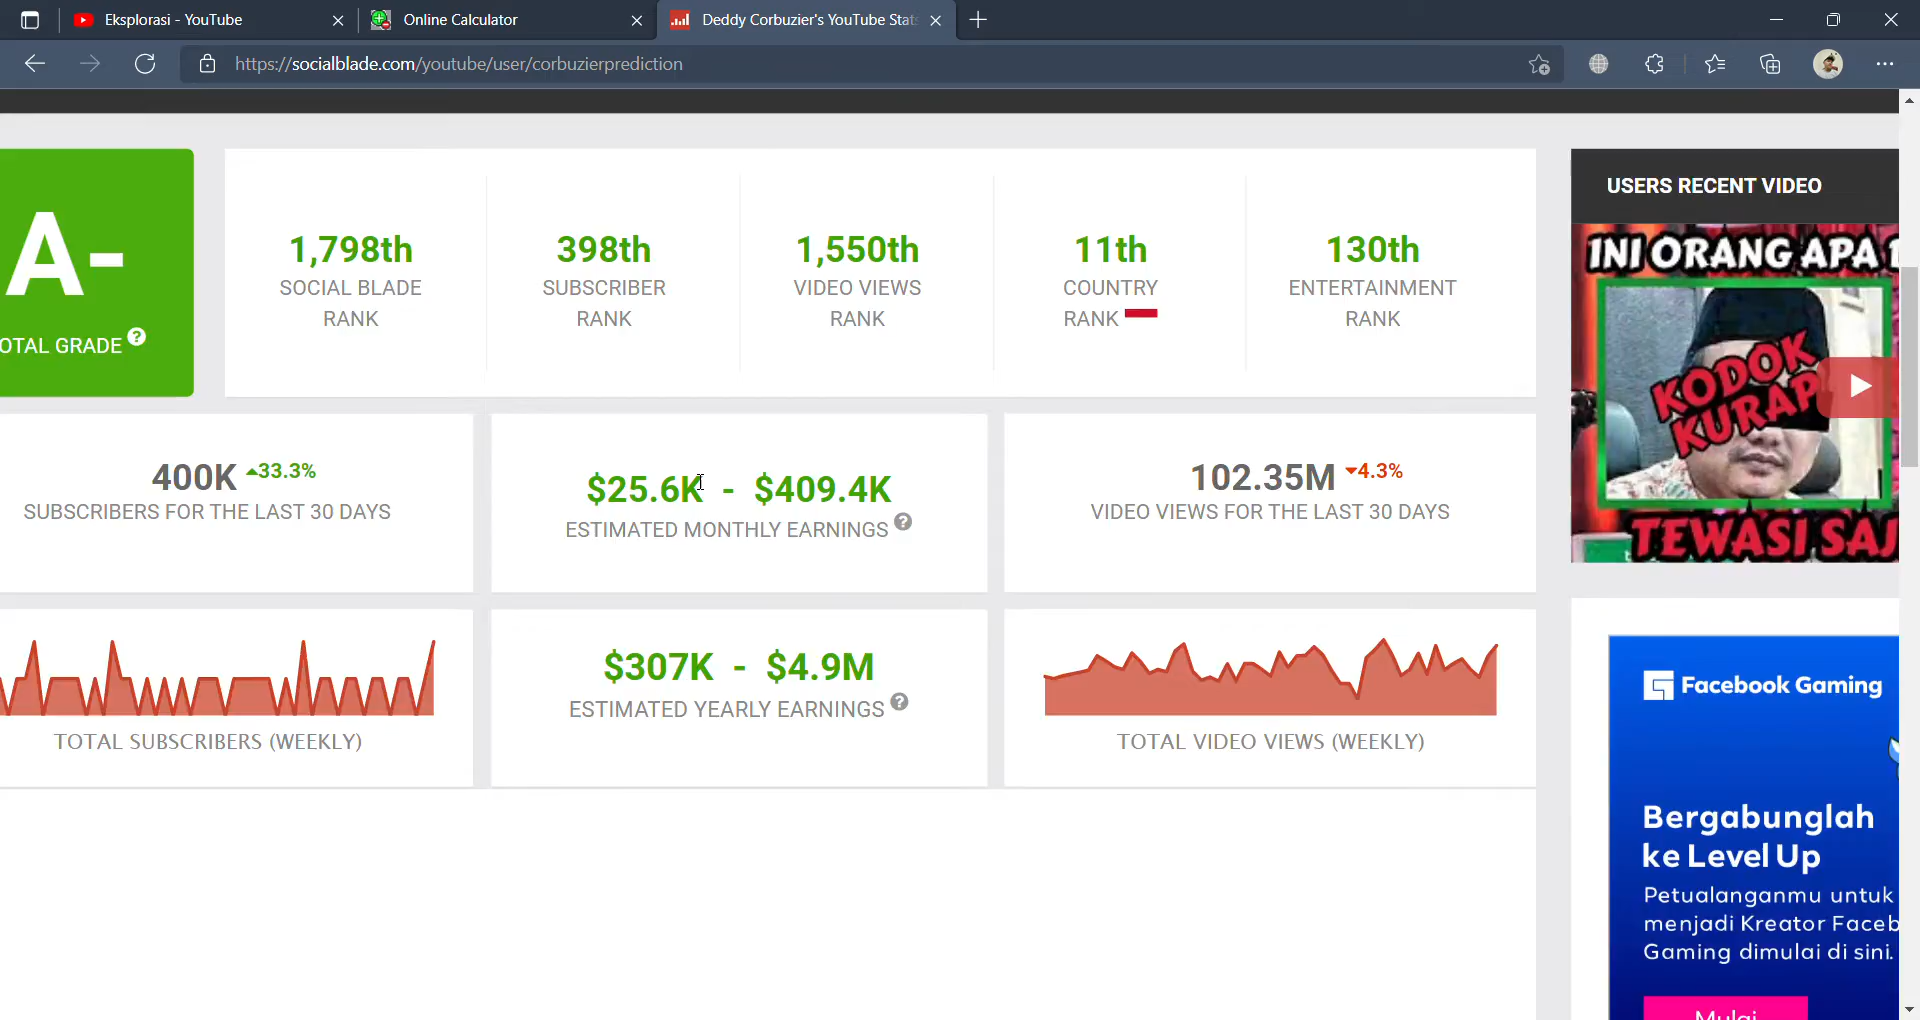 Eksplorasi - YouTube
Online Calculator
Deddy Corbuzier's YouTube Stat
https://socialblade.com/youtube/user/corbuzierprediction
A-
OTAL GRADE ?
1,798th
SOCIAL BLADE
RANK
398th
SUBSCRIBER
RANK
1,550th
VIDEO VIEWS
RANK
11th
COUNTRY
RANK
130th
ENTERTAINMENT
RANK
USERS RECENT VIDEO
INI ORANG APA
KODOK
KURAP
TEWAS! SAJ
400K 33.3%
SUBSCRIBERS FOR THE LAST 30 DAYS
$25.6K - $409.4K
ESTIMATED MONTHLY EARNINGS ?
102.35M 4.3%
VIDEO VIEWS FOR THE LAST 30 DAYS
TOTAL SUBSCRIBERS (WEEKLY)
$307K - $4.9M
ESTIMATED YEARLY EARNINGS ?
TOTAL VIDEO VIEWS (WEEKLY)
Facebook Gaming
Bergabunglah
ke Level Up
Petualanganmu untuk
menjadi Kreator Faceb
Gaming dimulai di sini.
Mulai